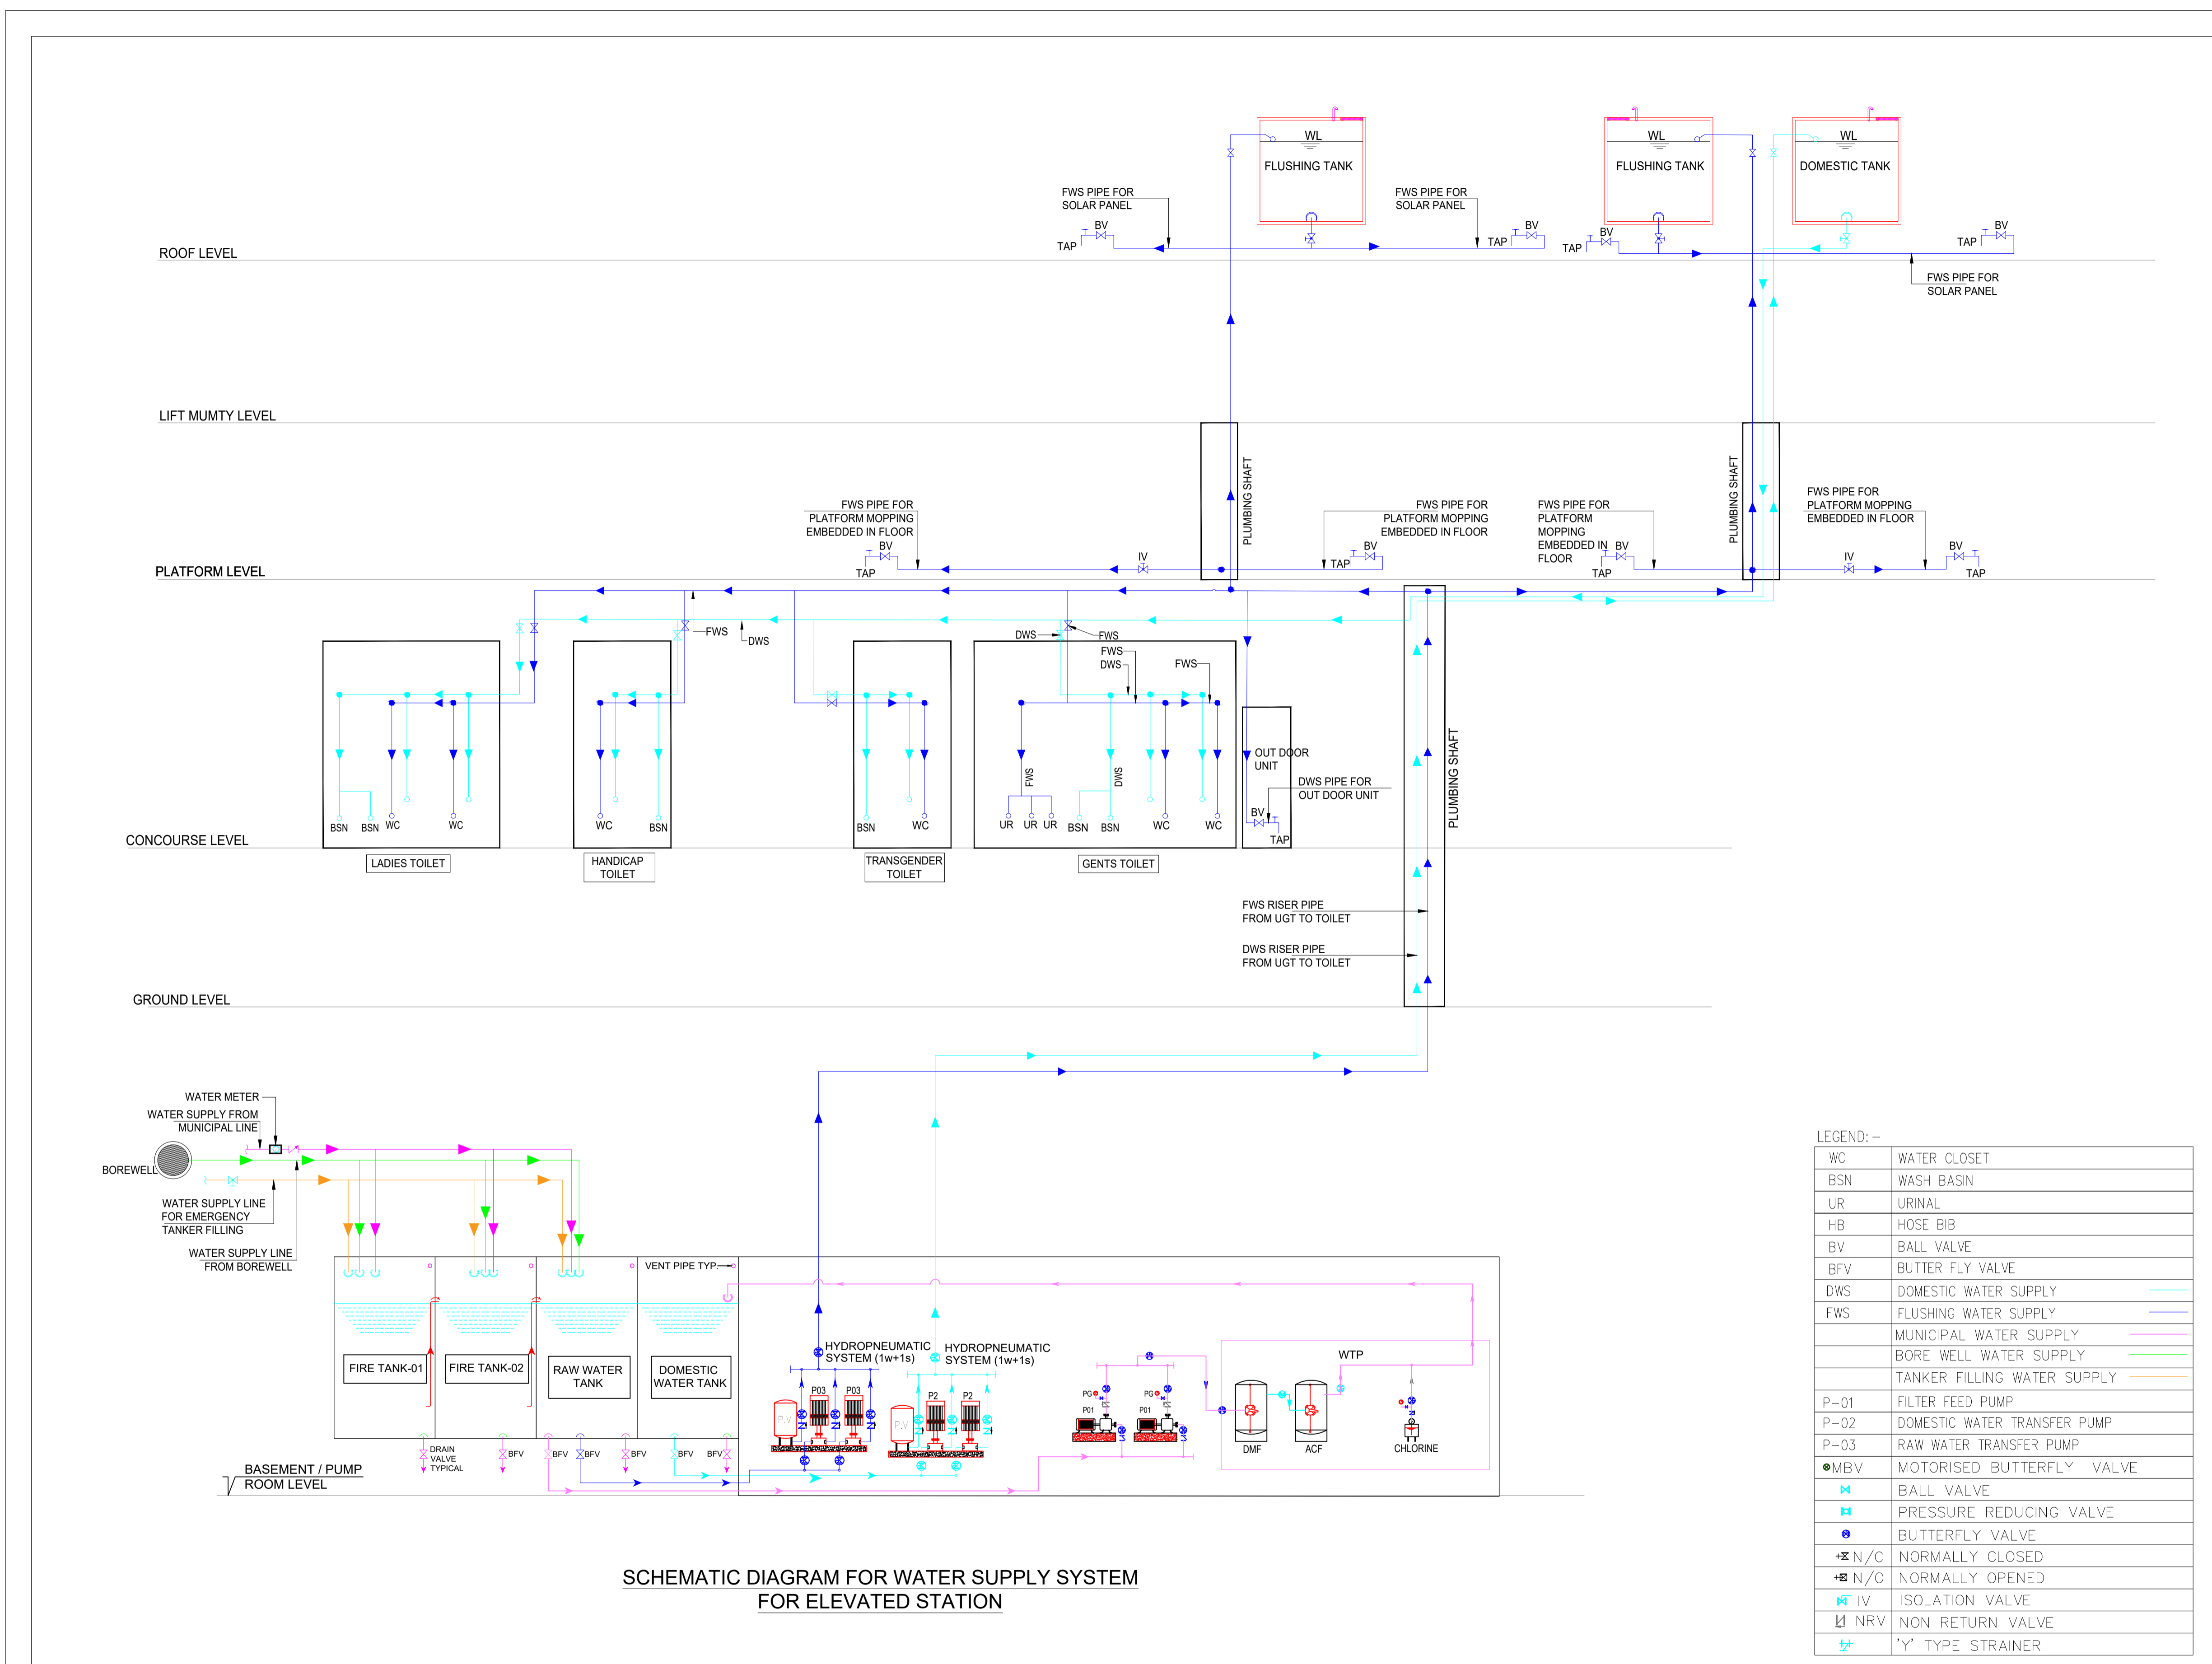 WL
WL
WL
FLUSHING TANK
FLUSHING TANK
DOMESTIC TANK
FWS PIPE FOR
SOLAR PANEL
FWS PIPE FOR
SOLAR PANEL
BV
TAP
BV
TAP
BV
TAP
BV
TAP
ROOF LEVEL
FWS PIPE FOR
SOLAR PANEL
LIFT MUMTY LEVEL
PLUMBING SHAFT
PLUMBING SHAFT
FWS PIPE FOR
PLATFORM MOPPING
EMBEDDED IN FLOOR
FWS PIPE FOR
PLATFORM MOPPING
EMBEDDED IN FLOOR
FWS PIPE FOR
PLATFORM
MOPPING
EMBEDDED IN
FLOOR
FWS PIPE FOR
PLATFORM MOPPING
EMBEDDED IN FLOOR
BV
TAP
IV
BV
TAP
BV
TAP
IV
BV
TAP
PLATFORM LEVEL
FWS
DWS
DWS
FWS
FWS
DWS
FWS
FWS
DWS
OUT DOOR
UNIT
DWS PIPE FOR
OUT DOOR UNIT
BV
TAP
PLUMBING SHAFT
BSN
BSN
WC
WC
WC
BSN
BSN
WC
UR
UR
UR
BSN
BSN
WC
WC
CONCOURSE LEVEL
LADIES TOILET
HANDICAP
TOILET
TRANSGENDER
TOILET
GENTS TOILET
FWS RISER PIPE
FROM UGT TO TOILET
DWS RISER PIPE
FROM UGT TO TOILET
GROUND LEVEL
WATER METER
WATER SUPPLY FROM
MUNICIPAL LINE
BOREWELL
WATER SUPPLY LINE
FOR EMERGENCY
TANKER FILLING
WATER SUPPLY LINE
FROM BOREWELL
VENT PIPE TYP.
FIRE TANK-01
FIRE TANK-02
RAW WATER
TANK
DOMESTIC
WATER TANK
HYDROPNEUMATIC
SYSTEM (1w+1s)
HYDROPNEUMATIC
SYSTEM (1w+1s)
P.V
P03
P03
P.V
P2
P2
PG
P01
PG
P01
WTP
DMF
ACF
CHLORINE
DRAIN
VALVE
TYPICAL
BFV
BFV
BFV
BFV
BFV
BFV
BASEMENT / PUMP
ROOM LEVEL
SCHEMATIC DIAGRAM FOR WATER SUPPLY SYSTEM
FOR ELEVATED STATION
LEGEND:-
WC WATER CLOSET
BSN WASH BASIN
UR URINAL
HB HOSE BIB
BV BALL VALVE
BFV BUTTER FLY VALVE
DWS DOMESTIC WATER SUPPLY
FWS FLUSHING WATER SUPPLY
MUNICIPAL WATER SUPPLY
BORE WELL WATER SUPPLY
TANKER FILLING WATER SUPPLY
P-01 FILTER FEED PUMP
P-02 DOMESTIC WATER TRANSFER PUMP
P-03 RAW WATER TRANSFER PUMP
MBV MOTORISED BUTTERFLY VALVE
BALL VALVE
PRESSURE REDUCING VALVE
BUTTERFLY VALVE
N/C NORMALLY CLOSED
N/O NORMALLY OPENED
IV ISOLATION VALVE
NRV NON RETURN VALVE
'Y' TYPE STRAINER